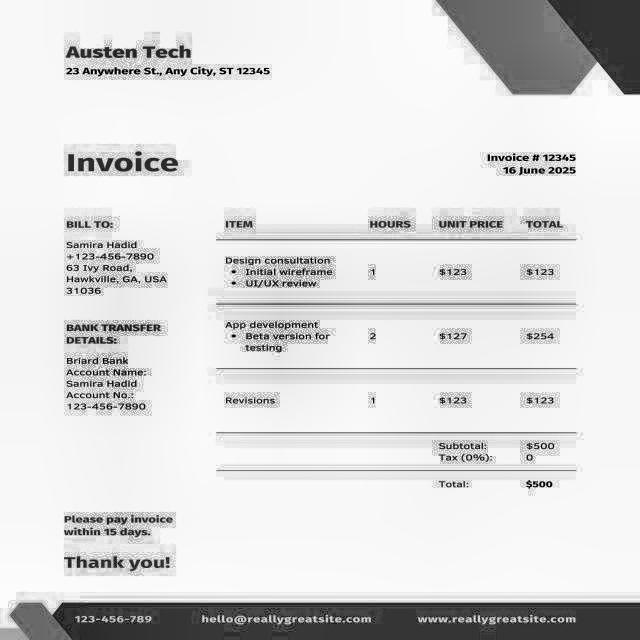 Austen Tech
23 Anywhere St., Any City, ST 12345
Invoice
Invoice # 12345
16 June 2025
BILL TO:
Samira Hadid
+123-456-7890
63 Ivy Road,
Hawkville, GA, USA
31036
BANK TRANSFER
DETAILS:
Briard Bank
Account Name:
Samira Hadid
Account No.:
123-456-7890
ITEM HOURS UNIT PRICE TOTAL
Design consultation
• Initial wireframe 1 $123 $123
• UI/UX review
App development
• Beta version for 2 $127 $254
testing
Revisions 1 $123 $123
Subtotal: $500
Tax (0%): 0
Total: $500
Please pay invoice
within 15 days.
Thank you!
123-456-789 hello@reallygreatsite.com www.reallygreatsite.com